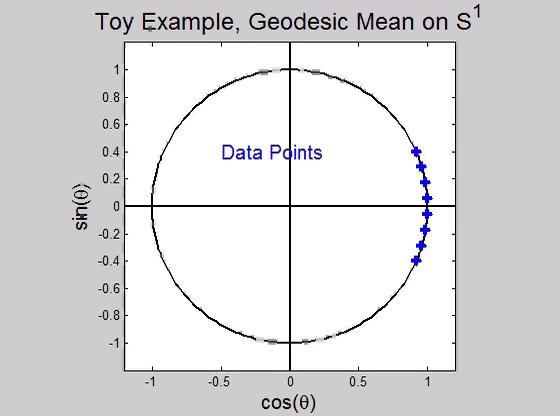 Toy Example, Geodesic Mean on S¹
Data Points
sin(θ)
1
0.8
0.6
0.4
0.2
0
-0.2
-0.4
-0.6
-0.8
-1
-1 -0.5 0 0.5 1
cos(θ)